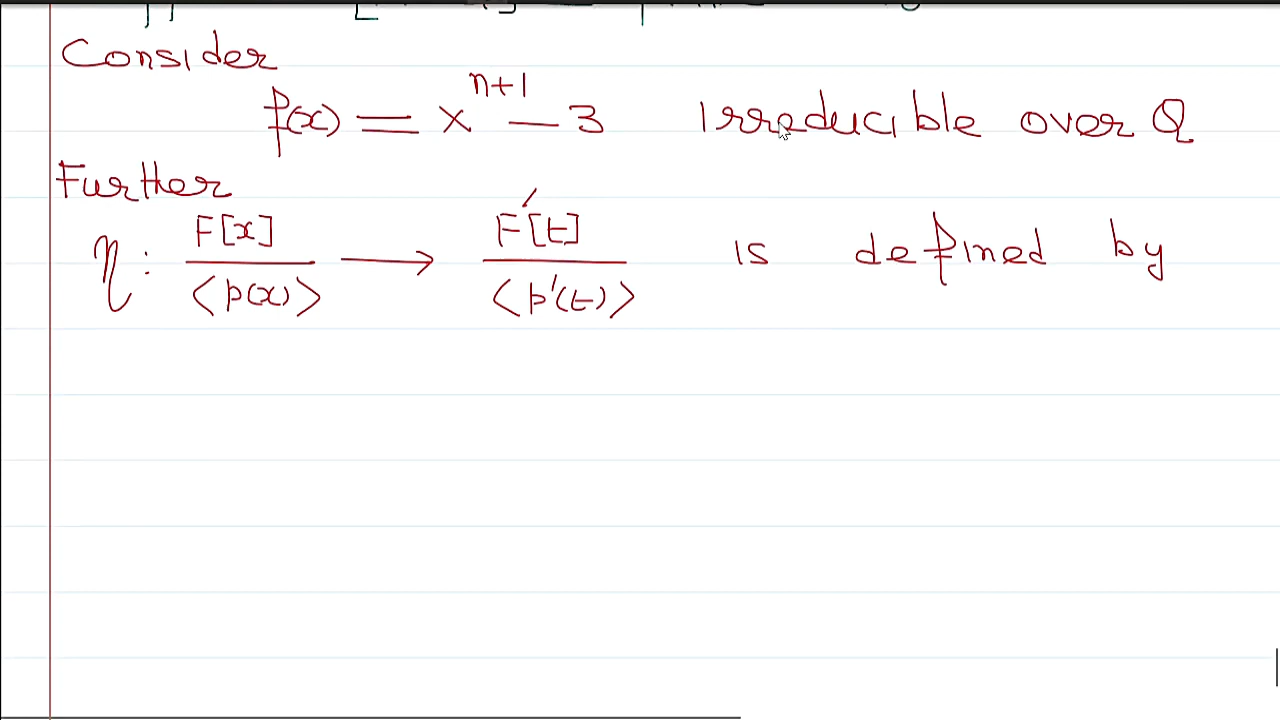 Consider
f(x) = x^{n+1} - 3 Irreducible over Q
Further
η : F[x] / <p(x)> → F'[t] / <p'(t)> is defined by